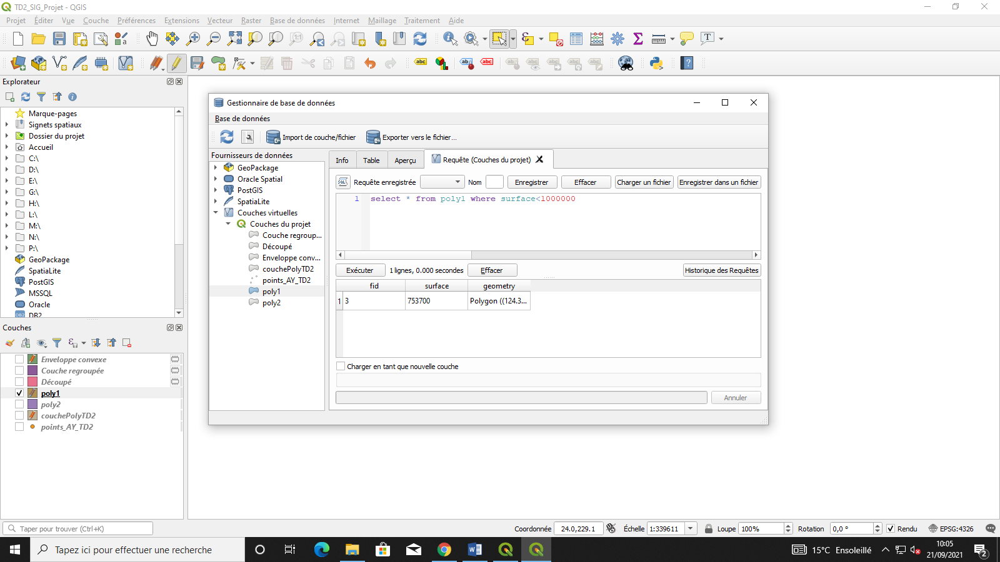 TD2_SIG_Projet - QGIS
Projet Éditer Vue Couche Préférences Extensions Vecteur Raster Base de données Internet Maillage Traitement Aide
Explorateur
Marque-pages
Signets spatiaux
Dossier du projet
Accueil
C:\
D:\
E:\
G:\
H:\
L:\
M:\
N:\
P:\
GeoPackage
SpatiaLite
PostGIS
MSSQL
Oracle
DB2
Couches
Enveloppe convexe
Couche regroupée
Découpé
poly1
poly2
couchePolyTD2
points_AY_TD2
Gestionnaire de base de données
Base de données
Import de couche/fichier Exporter vers le fichier...
Fournisseurs de données
GeoPackage
Oracle Spatial
PostGIS
SpatiaLite
Couches virtuelles
Couches du projet
Couche regroup...
Découpé
Enveloppe conv...
couchePolyTD2
points_AY_TD2
poly1
poly2
Info Table Aperçu Requête (Couches du projet)
SQL Requête enregistrée Nom Enregistrer Effacer Charger un fichier Enregistrer dans un fichier
1 select * from poly1 where surface<1000000
Exécuter 1 lignes, 0.000 secondes Effacer Historique des Requêtes
fid surface geometry
1 3 753700 Polygon ((124.3...
Charger en tant que nouvelle couche
Annuler
Taper pour trouver (Ctrl+K) Coordonnée 24.0,229.1 Échelle 1:339611 Loupe 100% Rotation 0,0 ° Rendu EPSG:4326
Tapez ici pour effectuer une recherche 15°C Ensoleillé 10:05
21/09/2021 2